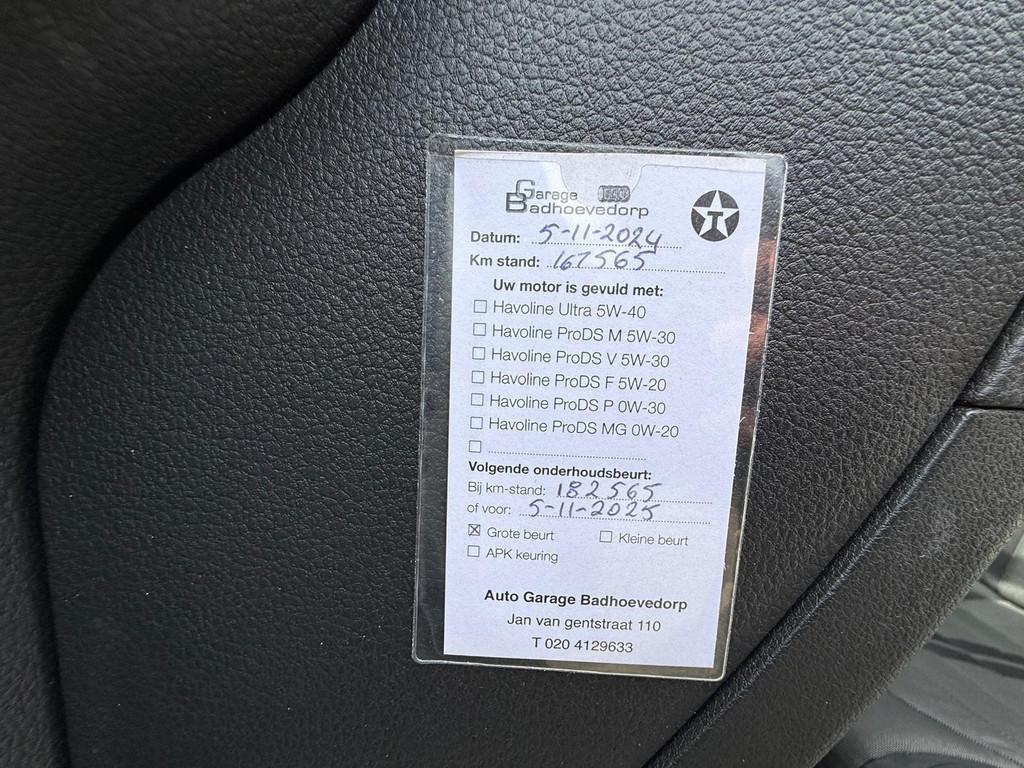 Garage
Badhoevedorp
Datum: 5-11-2024
Km stand: 167565
Uw motor is gevuld met:
☐ Havoline Ultra 5W-40
☐ Havoline ProDS M 5W-30
☐ Havoline ProDS V 5W-30
☐ Havoline ProDS F 5W-20
☐ Havoline ProDS P 0W-30
☐ Havoline ProDS MG 0W-20
☐
Volgende onderhoudsbeurt:
Bij km-stand: 182565
of voor: 5-11-2025
☒ Grote beurt ☐ Kleine beurt
☐ APK keuring
Auto Garage Badhoevedorp
Jan van gentstraat 110
T 020 4129633